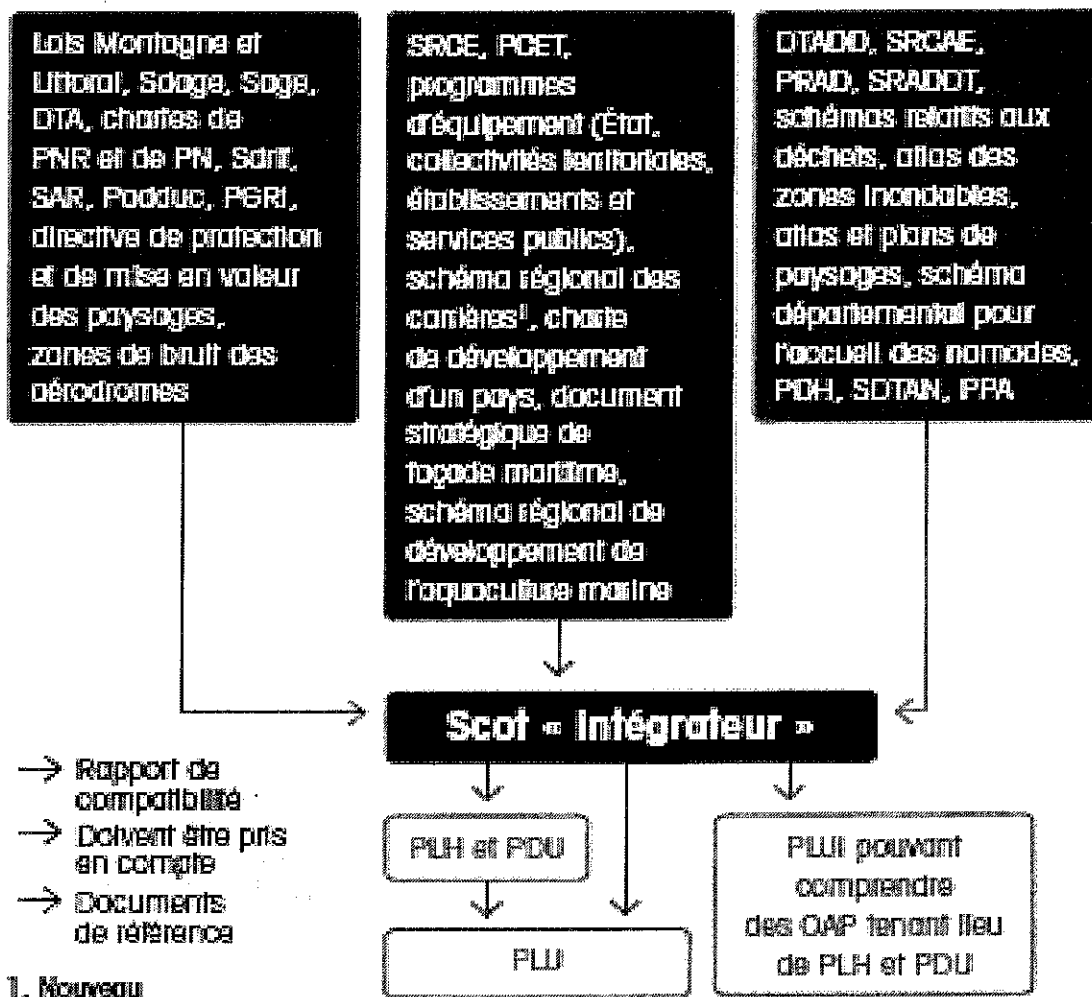 Lois Montagne et
Littoral, Sdage, Sage,
DTA, chartes de
PNR et de PN, Sdrif,
SAR, Padduc, PGRI,
directive de protection
et de mise en valeur
des paysages,
zones de bruit des
aérodromes
SRCE, PCET,
programmes
d'équipement (État,
collectivités territoriales,
établissements et
services publics),
schéma régional des
carrières¹, charte
de développement
d'un pays, document
stratégique de
façade maritime,
schéma régional de
développement de
l'aquaculture marine
DTADD, SRCAE,
PRAD, SRADDT,
schémas relatifs aux
déchets, atlas des
zones inondables,
atlas et plans de
paysages, schéma
départemental pour
l'accueil des nomades,
PDH, SDTAN, PPA
Scot « intégrateur »
→ Rapport de
compatibilité
→ Doivent être pris
en compte
→ Documents
de référence
PLH et PDU
PLU
PLUI pouvant
comprendre
des OAP tenant lieu
de PLH et PDU
1. Nouveau